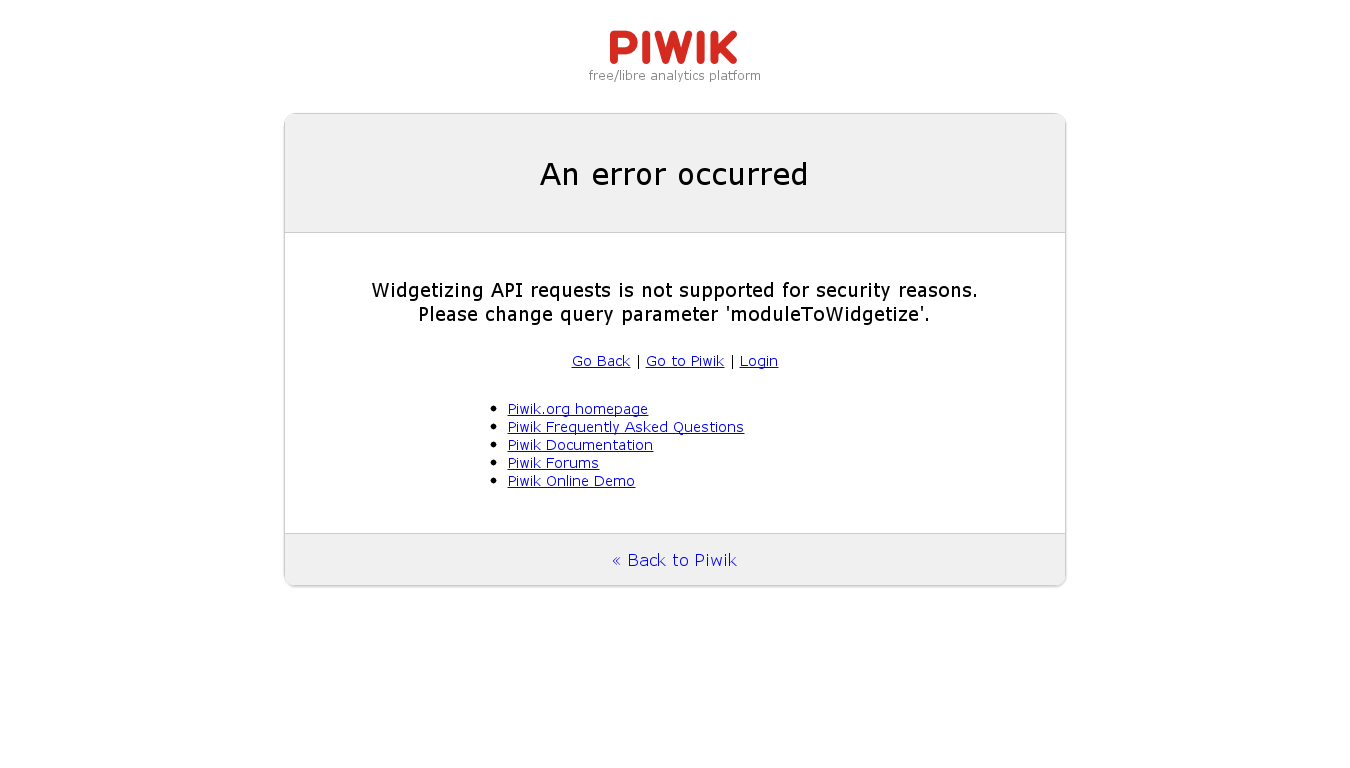 PIWIK
free/libre analytics platform
An error occurred
Widgetizing API requests is not supported for security reasons.
Please change query parameter 'moduleToWidgetize'.
Go Back | Go to Piwik | Login
• Piwik.org homepage
• Piwik Frequently Asked Questions
• Piwik Documentation
• Piwik Forums
• Piwik Online Demo
« Back to Piwik